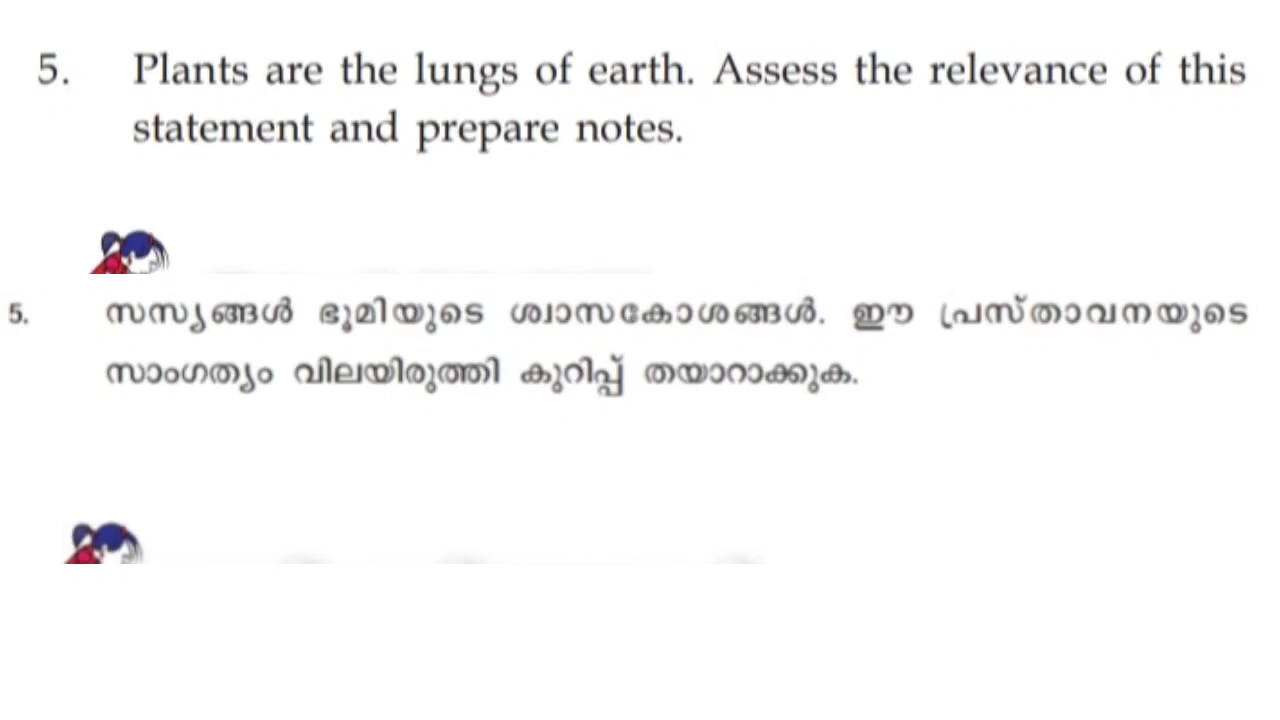 5. Plants are the lungs of earth. Assess the relevance of this
statement and prepare notes.
5. സസ്യങ്ങൾ ഭൂമിയുടെ ശ്വാസകോശങ്ങൾ. ഈ പ്രസ്താവനയുടെ
സാംഗത്യം വിലയിരുത്തി കുറിപ്പ് തയാറാക്കുക.